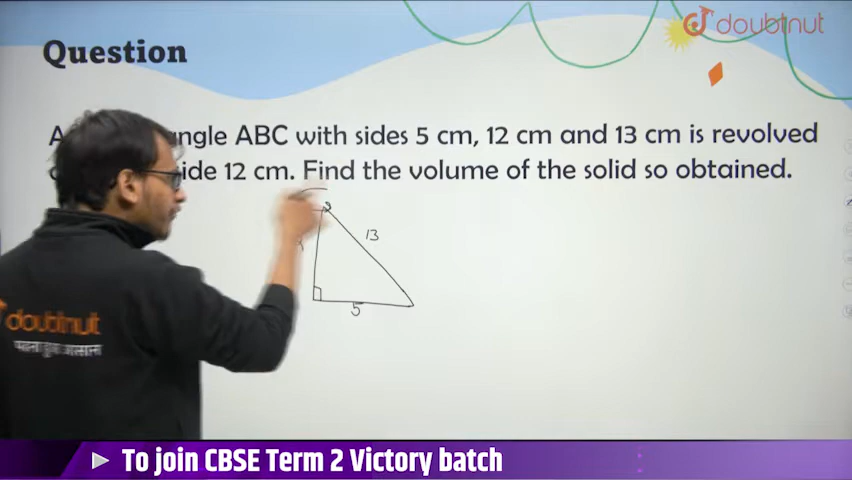 doubtnut
Question
A ngle ABC with sides 5 cm, 12 cm and 13 cm is revolved
ide 12 cm. Find the volume of the solid so obtained.
13
5
doubtnut
To join CBSE Term 2 Victory batch